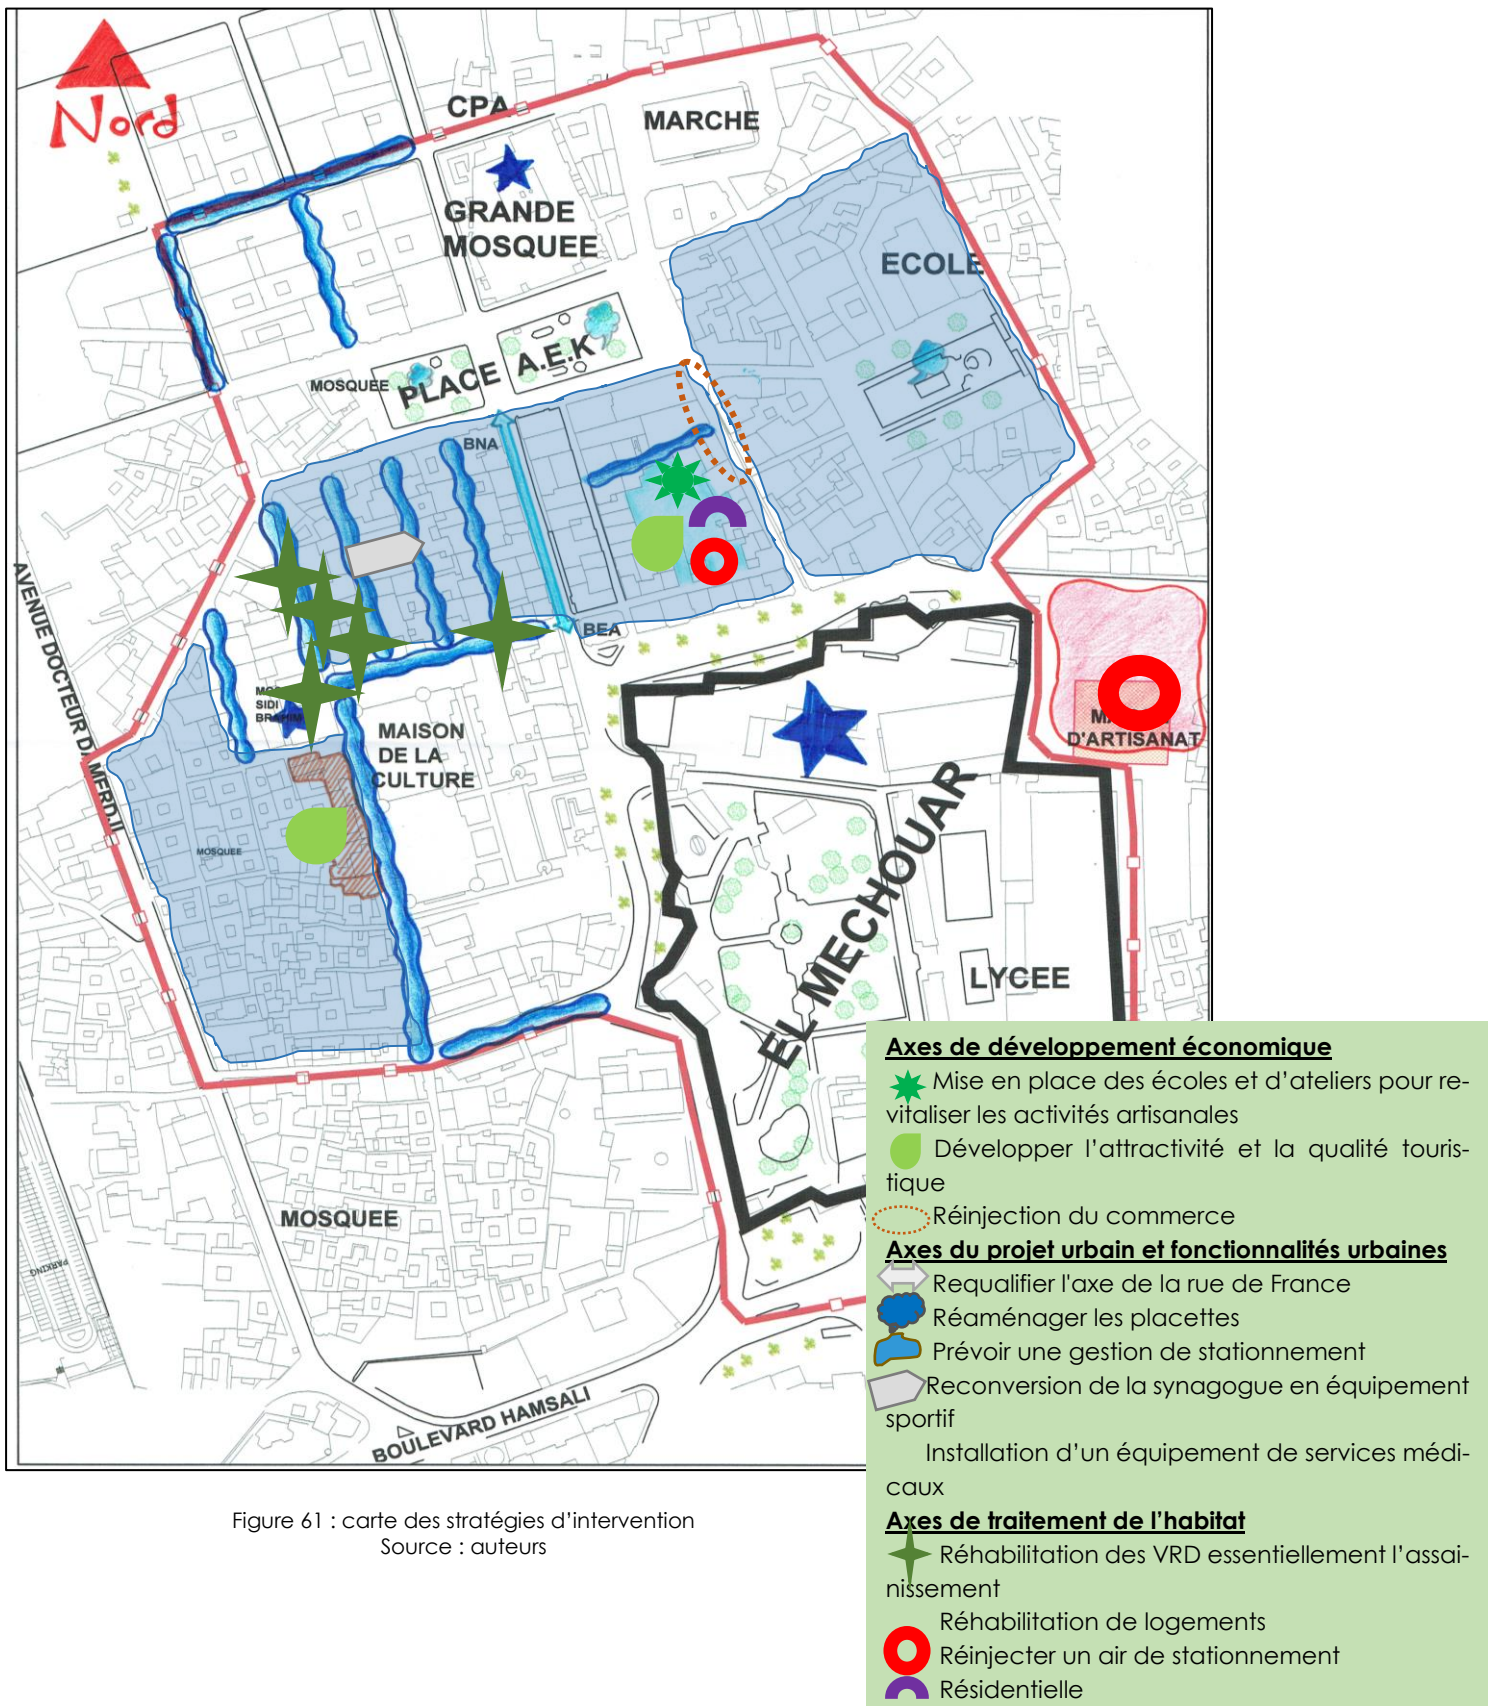 Nord
CPA
MARCHE
GRANDE
MOSQUEE
ECOLE
PLACE A.E.K
MOSQUEE
BNA
BEA
AVENUE DOCTEUR DAMERDJI
SIDI
BRAHIM
MAISON
DE LA
CULTURE
D'ARTISANAT
MOSQUEE
EL MECHOUAR
LYCEE
MOSQUEE
PARKING
BOULEVARD HAMSALI
Axes de développement économique
Mise en place des écoles et d’ateliers pour re-
vitaliser les activités artisanales
Développer l’attractivité et la qualité touris-
tique
Réinjection du commerce
Axes du projet urbain et fonctionnalités urbaines
Requalifier l'axe de la rue de France
Réaménager les placettes
Prévoir une gestion de stationnement
Reconversion de la synagogue en équipement
sportif
Installation d’un équipement de services médi-
caux
Axes de traitement de l’habitat
Réhabilitation des VRD essentiellement l’assai-
nissement
Réhabilitation de logements
Réinjecter un air de stationnement
Résidentielle
Figure 61 : carte des stratégies d’intervention
Source : auteurs